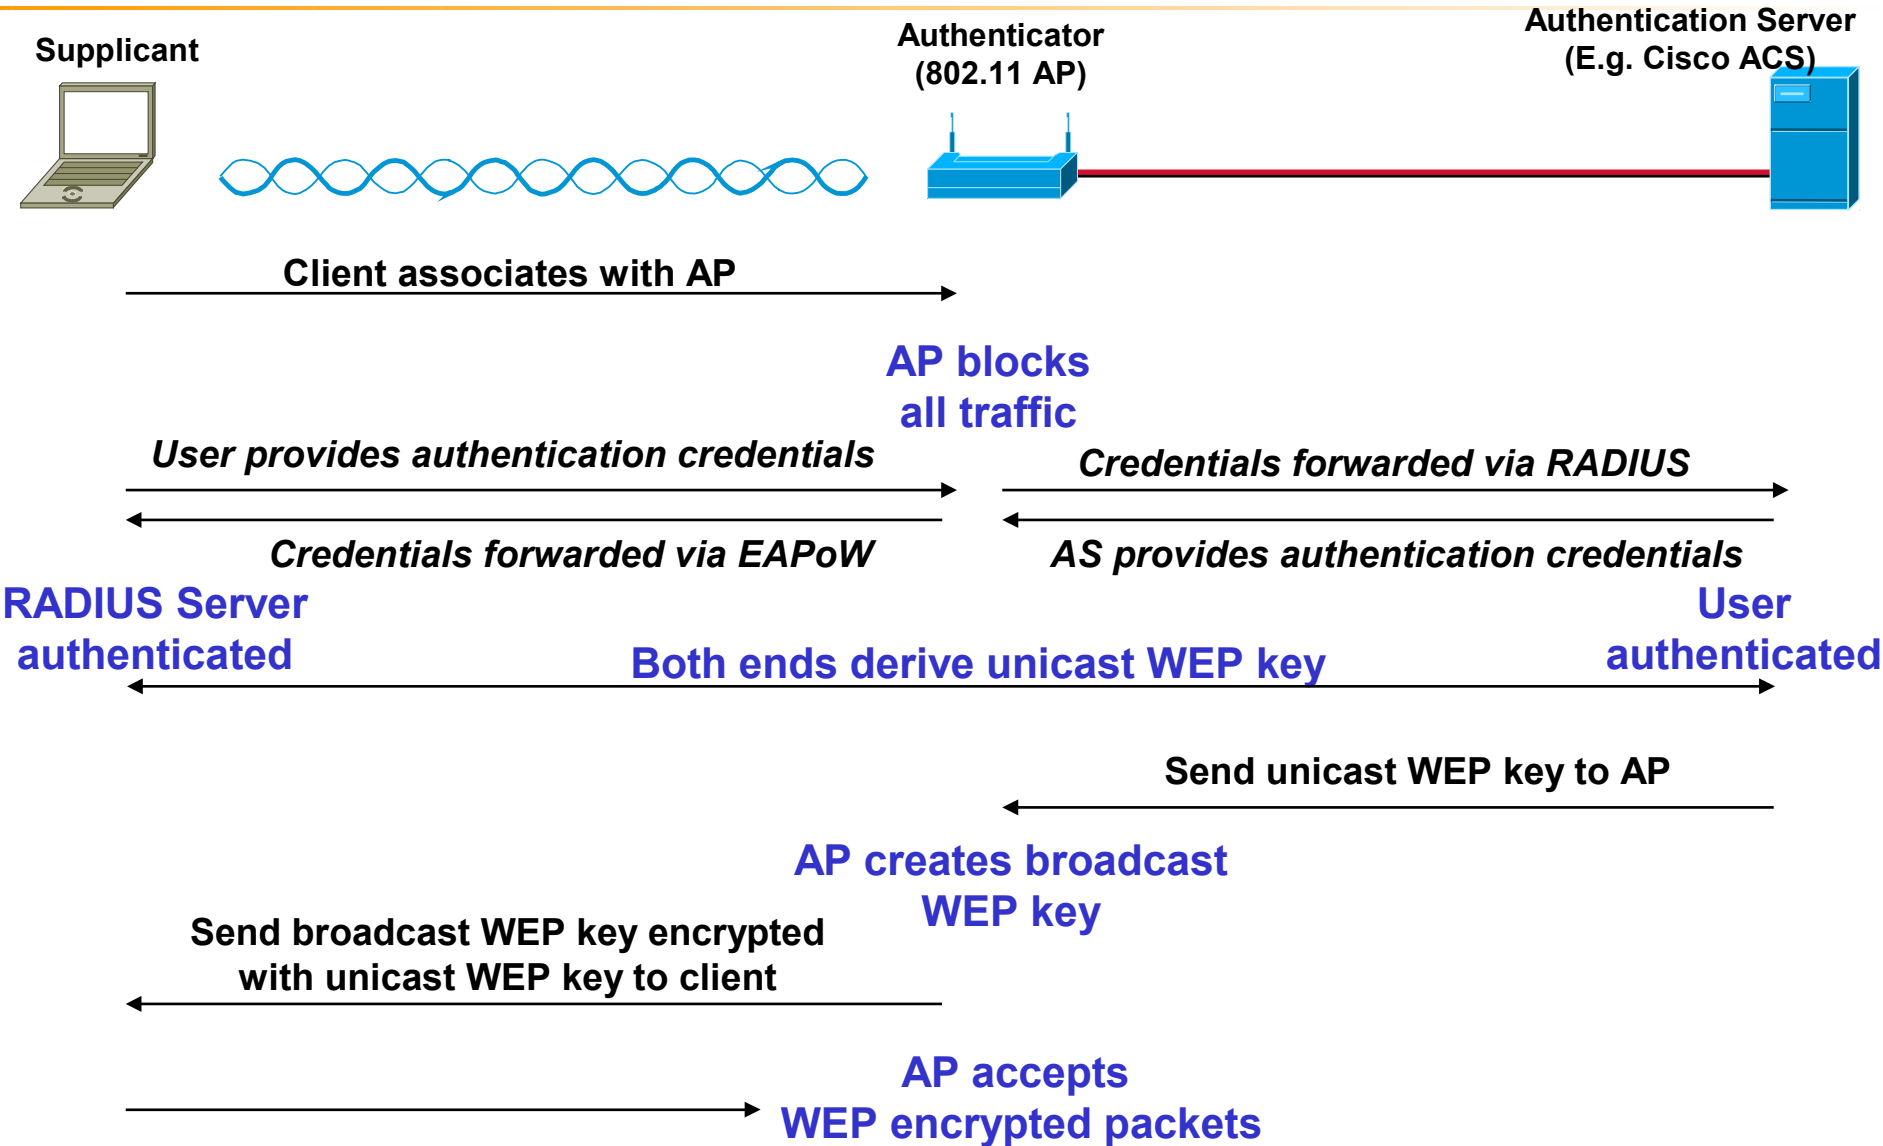 Supplicant
Authenticator
(802.11 AP)
Authentication Server
(E.g. Cisco ACS)
Client associates with AP
AP blocks
all traffic
User provides authentication credentials
Credentials forwarded via RADIUS
Credentials forwarded via EAPoW
AS provides authentication credentials
RADIUS Server
authenticated
User
authenticated
Both ends derive unicast WEP key
Send unicast WEP key to AP
AP creates broadcast
WEP key
Send broadcast WEP key encrypted
with unicast WEP key to client
AP accepts
WEP encrypted packets